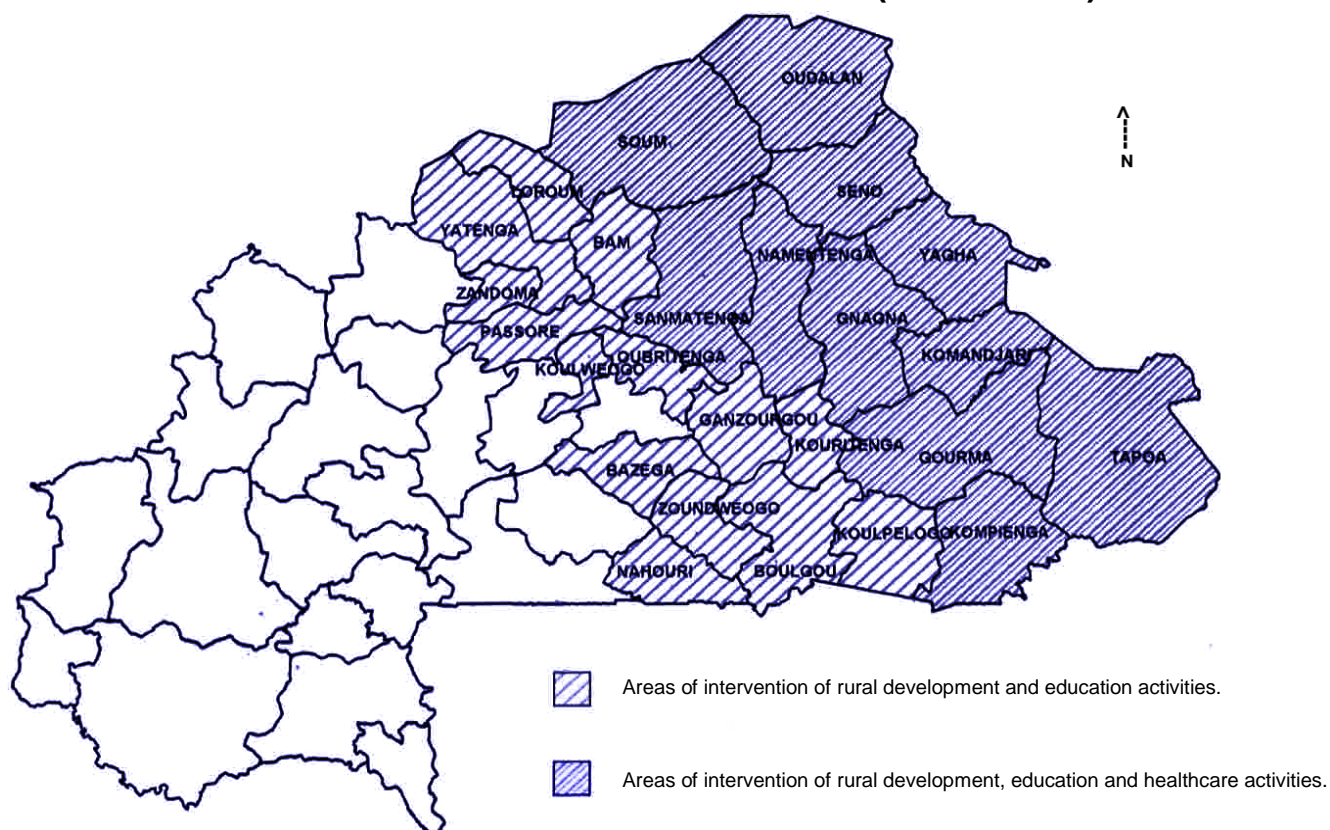 OUDALAN
SOUM
N
SENO
LOROUM
YATENGA
BAM
NAMENTENGA
YAGHA
ZANDOMA
SANMATENGA
GNAGNA
PASSORE
OUBRITENGA
KOMANDJARI
KOULWEOGO
GANZOURGOU
KOURITENGA
GOURMA
TAPOA
BAZEGA
ZOUNDWEOGO
KOULPELOGO
KOMPIENGA
NAHOURI
BOULGOU
Areas of intervention of rural development and education activities.
Areas of intervention of rural development, education and healthcare activities.